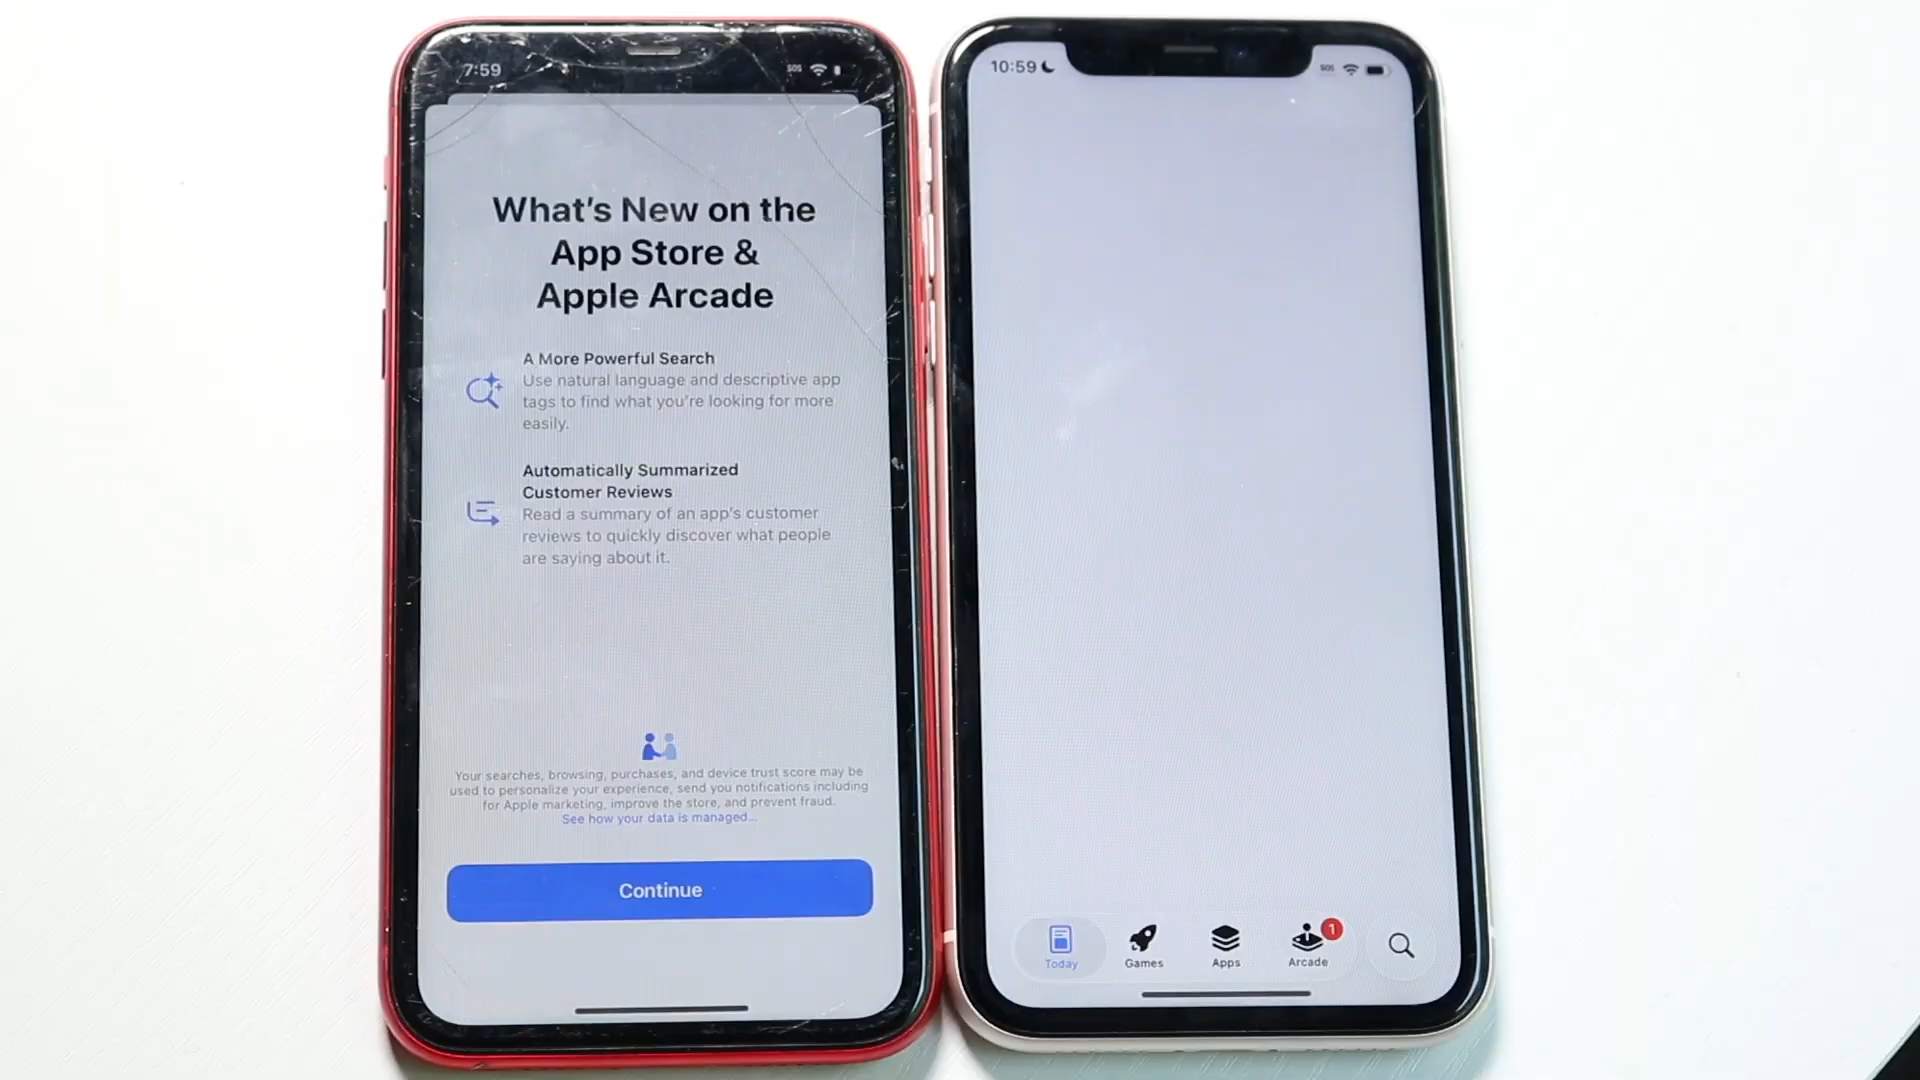 7:59
SOS
What's New on the
App Store &
Apple Arcade
A More Powerful Search
Use natural language and descriptive app
tags to find what you're looking for more
easily.
Automatically Summarized
Customer Reviews
Read a summary of an app's customer
reviews to quickly discover what people
are saying about it.
Your searches, browsing, purchases, and device trust score may be
used to personalize your experience, send you notifications including
for Apple marketing, improve the store, and prevent fraud.
See how your data is managed...
Continue
10:59
SOS
Today
Games
Apps
Arcade
1